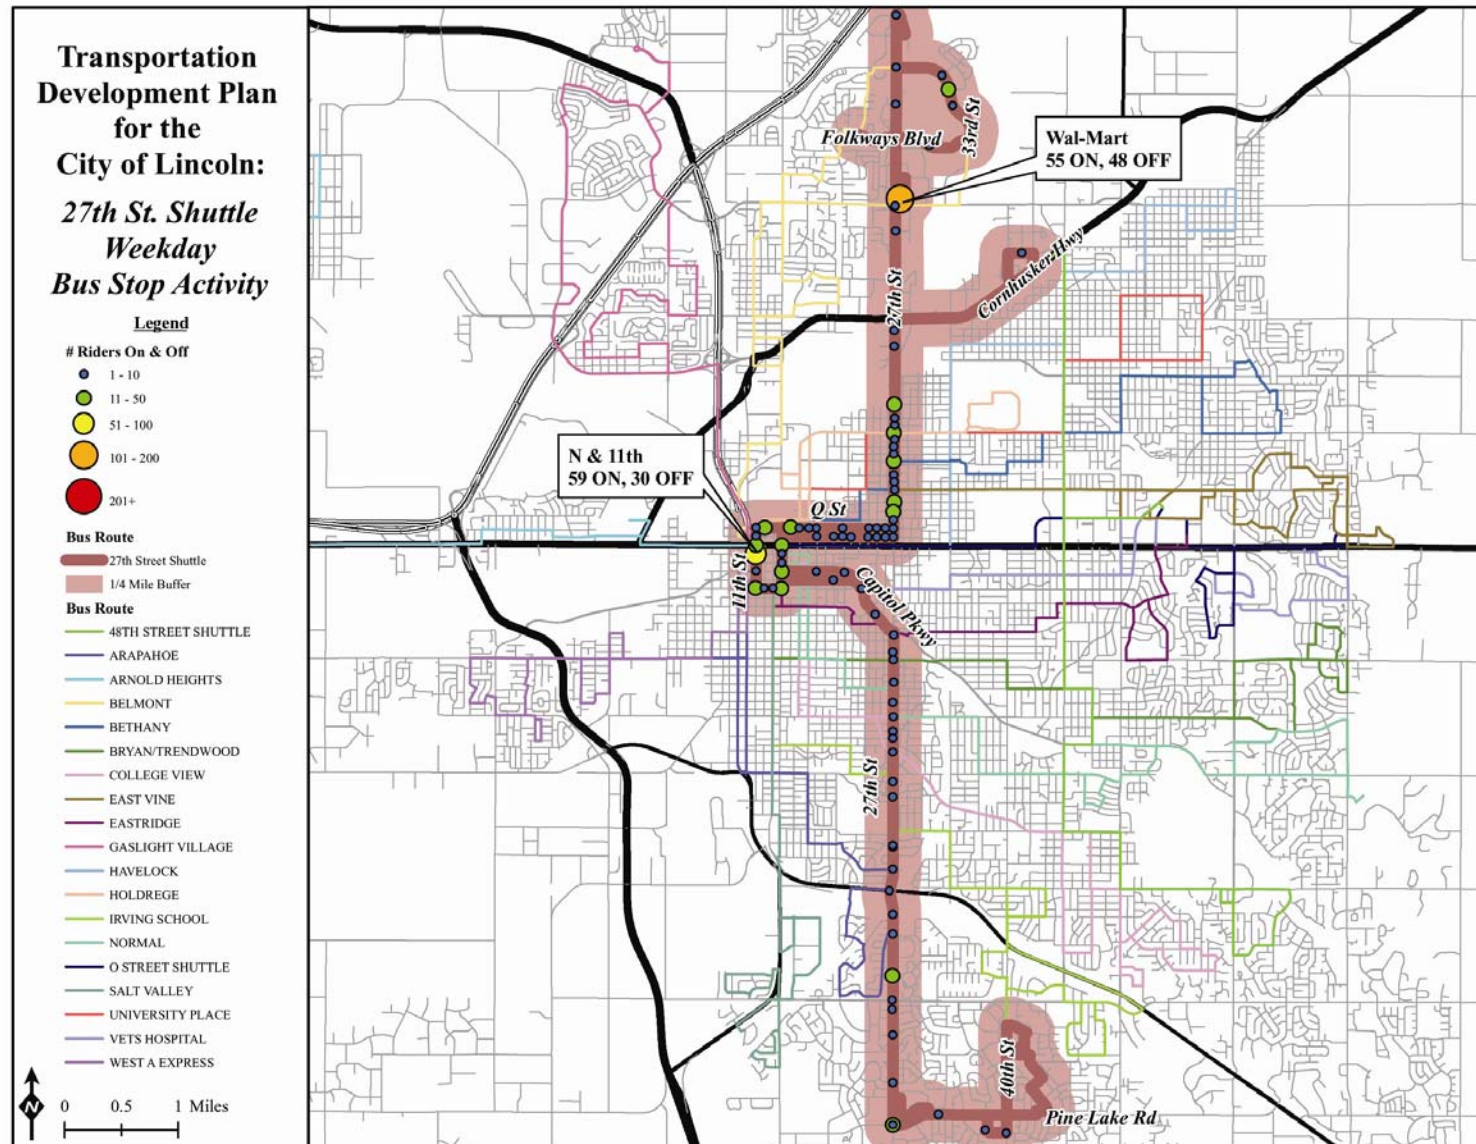 Transportation
Development Plan
for the
City of Lincoln:
27th St. Shuttle
Weekday
Bus Stop Activity
Legend
# Riders On & Off
1 - 10
11 - 50
51 - 100
101 - 200
201+
Bus Route
27th Street Shuttle
1/4 Mile Buffer
Bus Route
48TH STREET SHUTTLE
ARAPAHOE
ARNOLD HEIGHTS
BELMONT
BETHANY
BRYAN/TRENDWOOD
COLLEGE VIEW
EAST VINE
EASTRIDGE
GASLIGHT VILLAGE
HAVELOCK
HOLDREGE
IRVING SCHOOL
NORMAL
O STREET SHUTTLE
SALT VALLEY
UNIVERSITY PLACE
VETS HOSPITAL
WEST A EXPRESS
N
0 0.5 1 Miles
Folkways Blvd
33rd St
Wal-Mart
55 ON, 48 OFF
27th St
Cornhusker Hwy
N & 11th
59 ON, 30 OFF
Q St
11th St
Capitol Pkwy
27th St
40th St
Pine Lake Rd